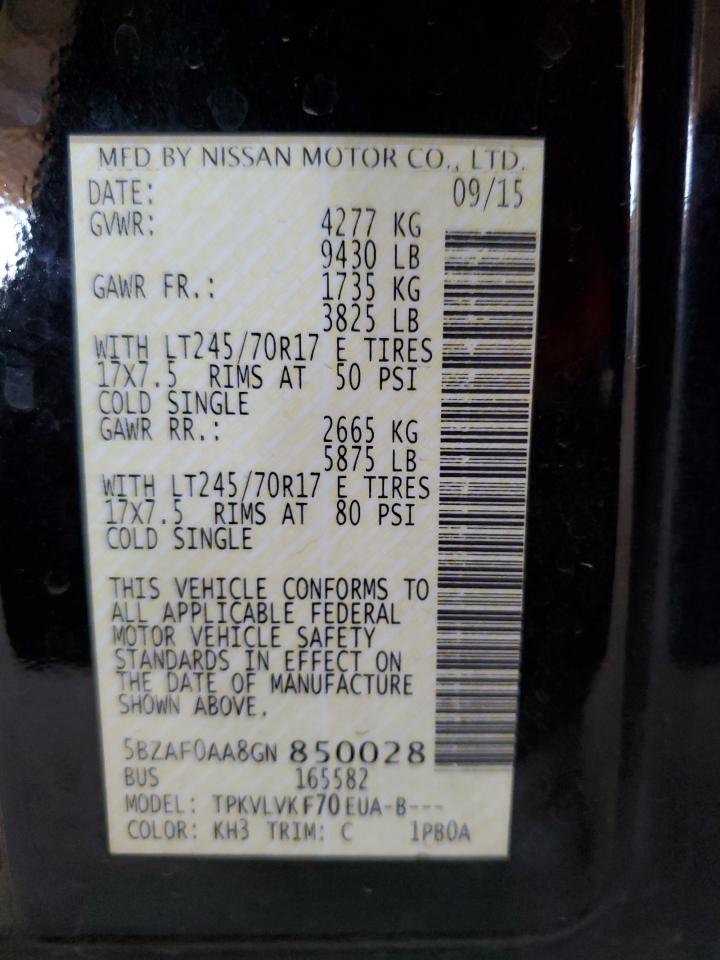 MFD BY NISSAN MOTOR CO., LTD.
DATE: 09/15
GVWR: 4277 KG
9430 LB
GAWR FR.: 1735 KG
3825 LB
WITH LT245/70R17 E TIRES
17X7.5 RIMS AT 50 PSI
COLD SINGLE
GAWR RR.: 2665 KG
5875 LB
WITH LT245/70R17 E TIRES
17X7.5 RIMS AT 80 PSI
COLD SINGLE
THIS VEHICLE CONFORMS TO
ALL APPLICABLE FEDERAL
MOTOR VEHICLE SAFETY
STANDARDS IN EFFECT ON
THE DATE OF MANUFACTURE
SHOWN ABOVE.
5BZAF0AA8GN 850028
BUS 165582
MODEL: TPKVLVKF70EUA-B---
COLOR: KH3 TRIM: C 1PB0A